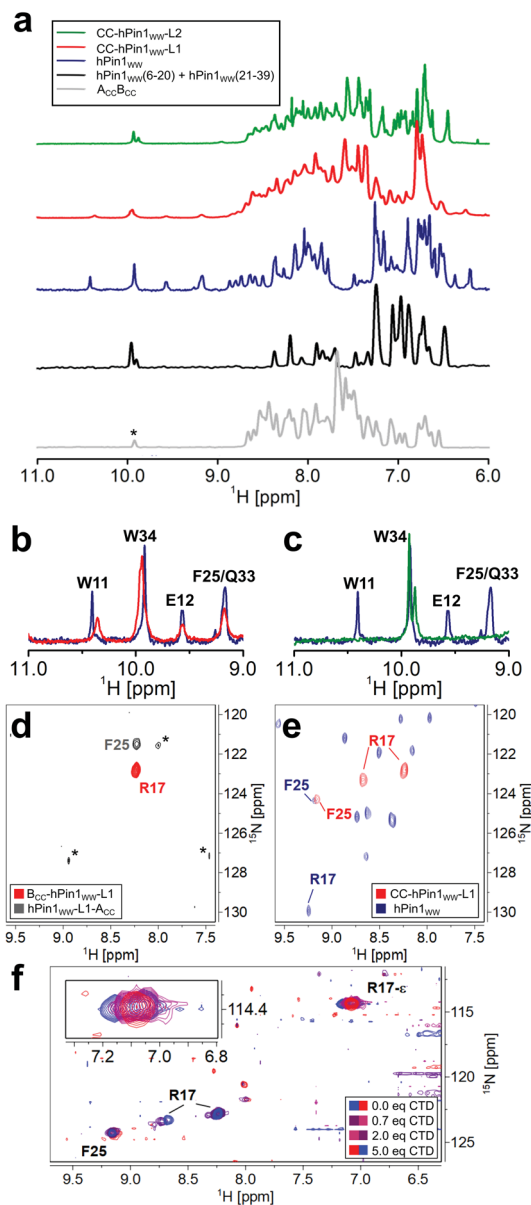 a
CC-hPin1WW-L2
CC-hPin1WW-L1
hPin1WW
hPin1WW(6-20) + hPin1WW(21-39)
ACCBCC
*
11.0 10.0 9.0 8.0 7.0 6.0
1H [ppm]
b
W34
W11
E12
F25/Q33
11.0 10.0 9.0
1H [ppm]
c
W34
W11
E12
F25/Q33
11.0 10.0 9.0
1H [ppm]
d
F25
*
R17
*
*
BCC-hPin1WW-L1
hPin1WW-L1-ACC
120
122
124
126
128
130
15N [ppm]
9.5 9.0 8.5 8.0 7.5
1H [ppm]
e
R17
F25
F25
R17
CC-hPin1WW-L1
hPin1WW
120
122
124
126
128
130
15N [ppm]
9.5 9.0 8.5 8.0 7.5
1H [ppm]
f
114.4
7.2 7.0 6.8
R17-ε
R17
F25
0.0 eq CTD
0.7 eq CTD
2.0 eq CTD
5.0 eq CTD
115
120
125
15N [ppm]
9.5 9.0 8.5 8.0 7.5 7.0 6.5
1H [ppm]